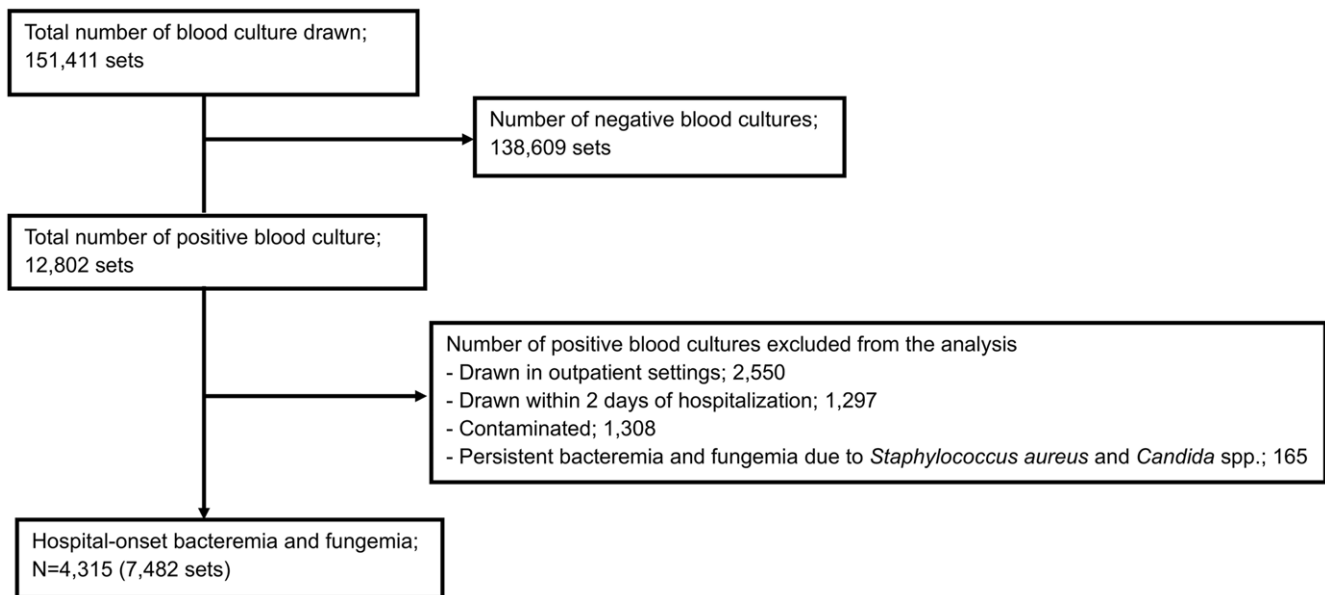 Total number of blood culture drawn;
151,411 sets
Number of negative blood cultures;
138,609 sets
Total number of positive blood culture;
12,802 sets
Number of positive blood cultures excluded from the analysis
- Drawn in outpatient settings; 2,550
- Drawn within 2 days of hospitalization; 1,297
- Contaminated; 1,308
- Persistent bacteremia and fungemia due to Staphylococcus aureus and Candida spp.; 165
Hospital-onset bacteremia and fungemia;
N=4,315 (7,482 sets)